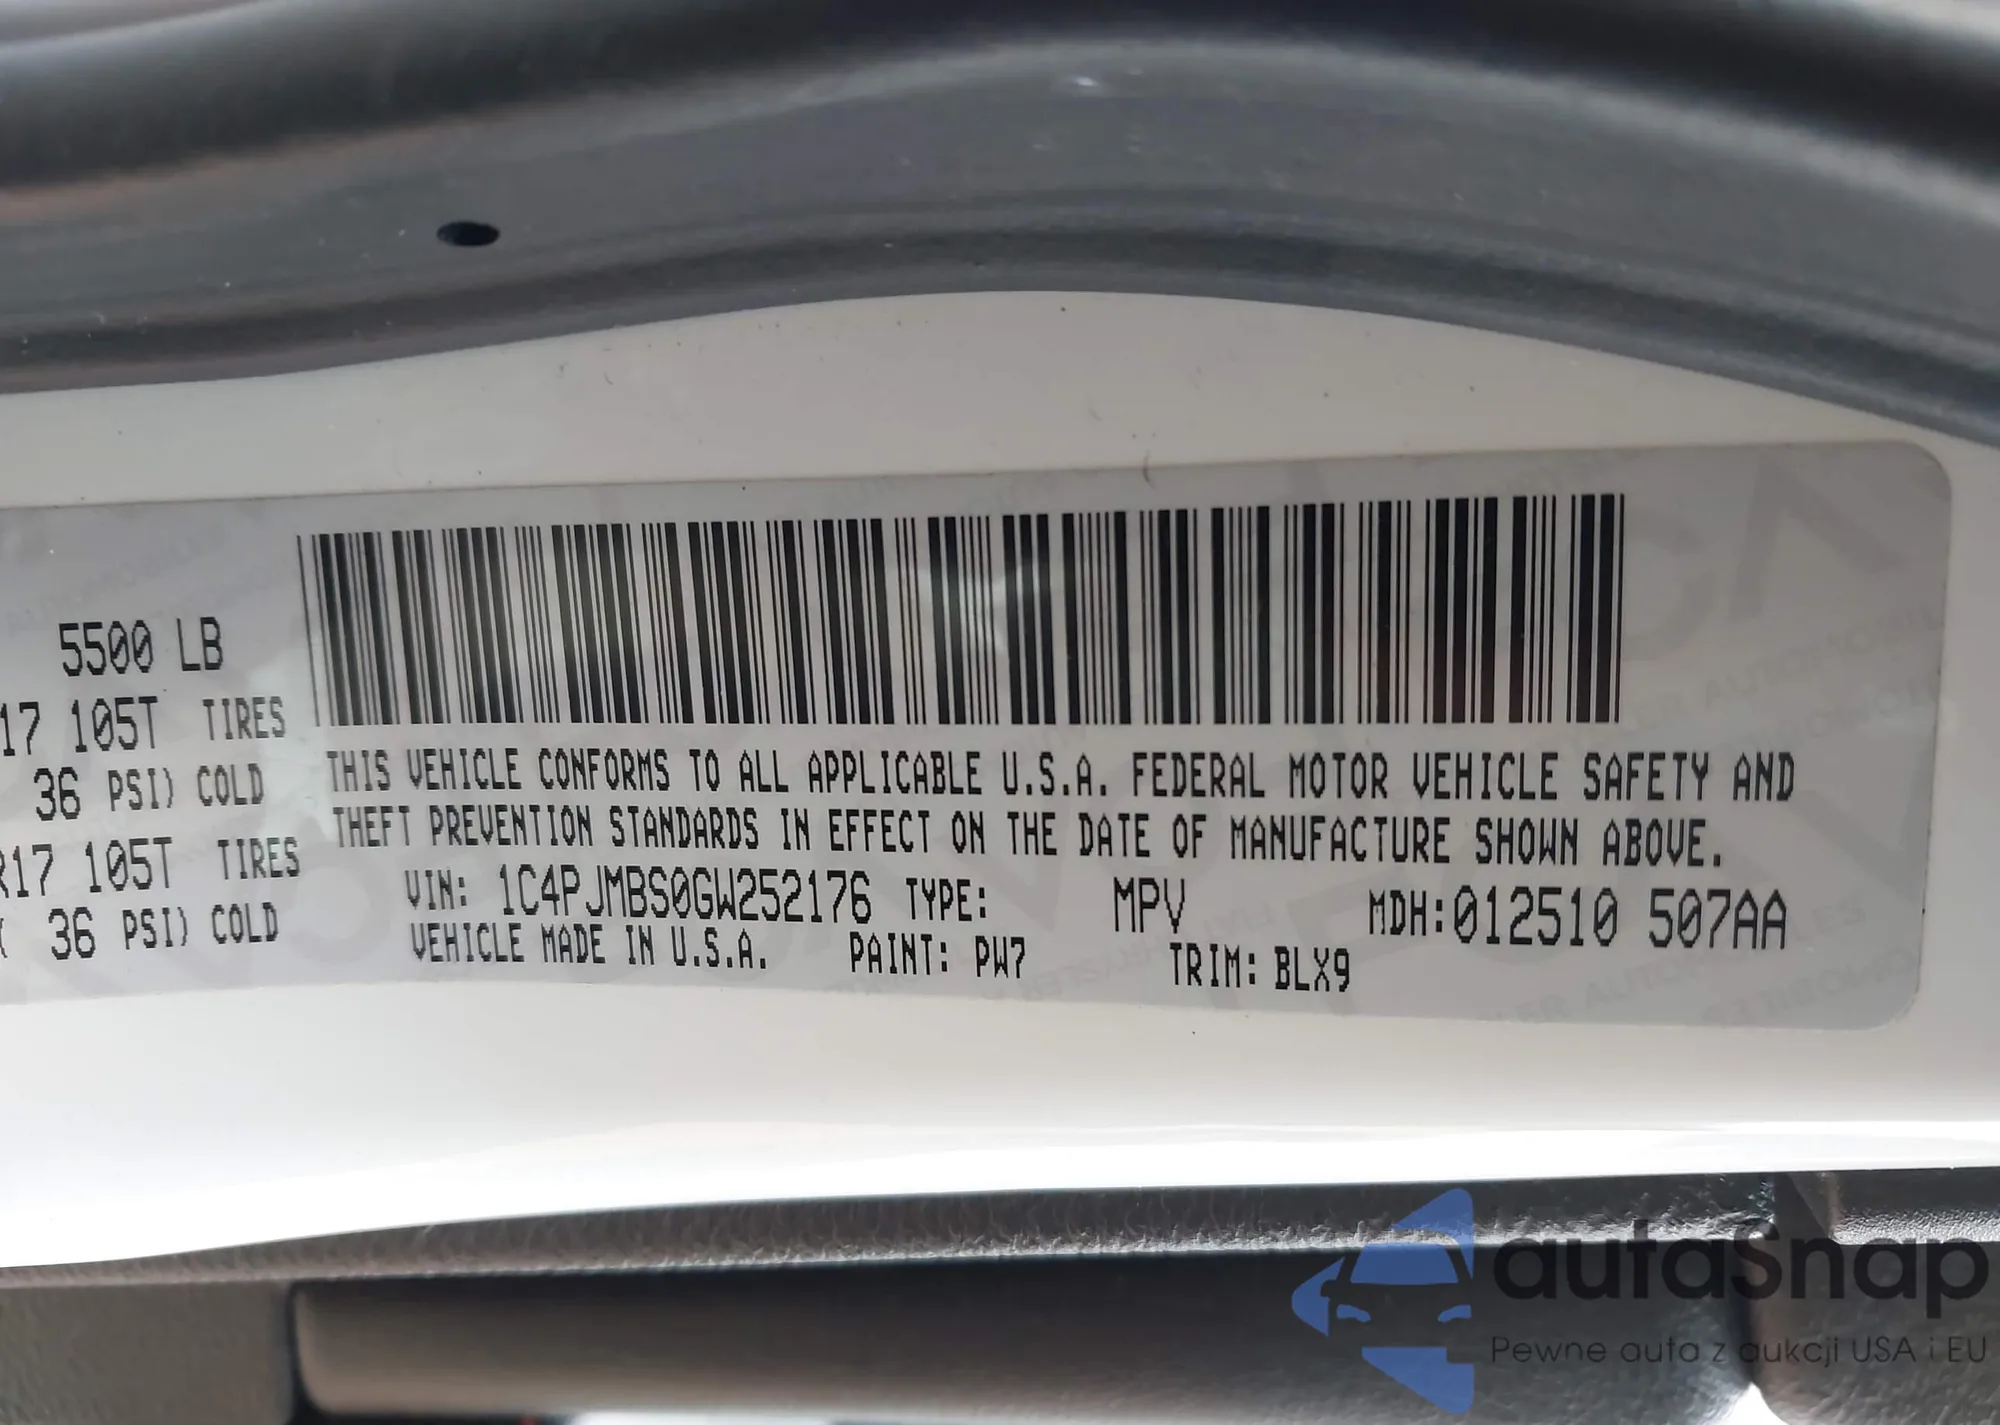 5500 LB
17 105T TIRES
36 PSI) COLD
R17 105T TIRES
( 36 PSI) COLD
THIS VEHICLE CONFORMS TO ALL APPLICABLE U.S.A. FEDERAL MOTOR VEHICLE SAFETY AND
THEFT PREVENTION STANDARDS IN EFFECT ON THE DATE OF MANUFACTURE SHOWN ABOVE.
VIN: 1C4PJMBS0GW252176 TYPE: MPV MDH:012510 507AA
VEHICLE MADE IN U.S.A. PAINT: PW7 TRIM: BLX9
autaSnap
Pewne auta z aukcji USA i EU